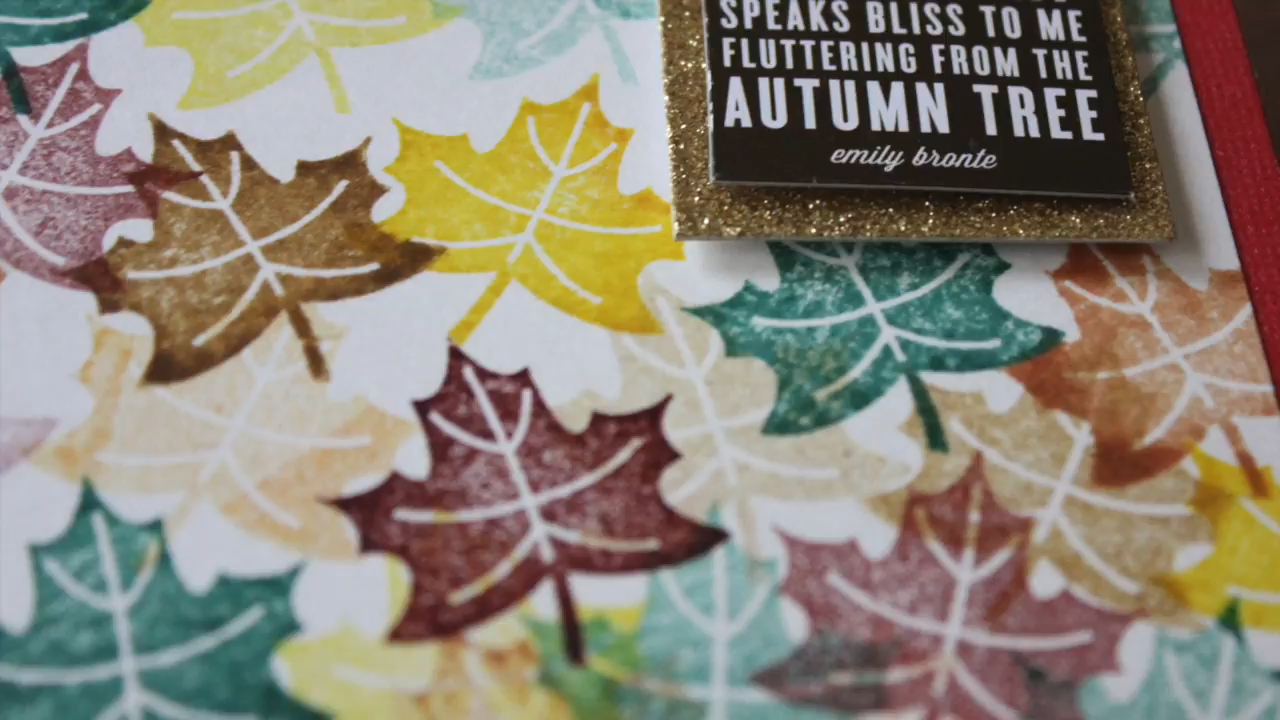 SPEAKS BLISS TO ME
FLUTTERING FROM THE
AUTUMN TREE
emily bronte